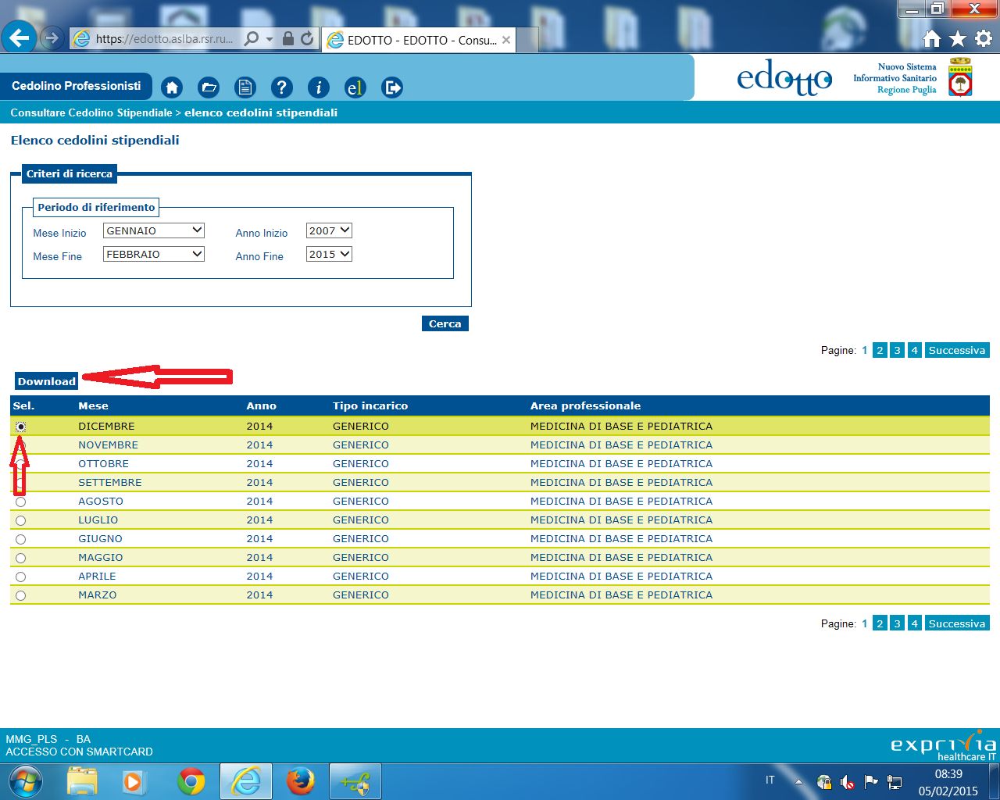 https://edotto.aslba.rsr.ru...
EDOTTO - EDOTTO - Consu...
Cedolino Professionisti
edotto
Nuovo Sistema
Informativo Sanitario
Regione Puglia
Consultare Cedolino Stipendiale > elenco cedolini stipendiali
Elenco cedolini stipendiali
Criteri di ricerca
Periodo di riferimento
Mese Inizio GENNAIO Anno Inizio 2007
Mese Fine FEBBRAIO Anno Fine 2015
Cerca
Pagine: 1 2 3 4 Successiva
Download
Sel. Mese Anno Tipo incarico Area professionale
DICEMBRE 2014 GENERICO MEDICINA DI BASE E PEDIATRICA
NOVEMBRE 2014 GENERICO MEDICINA DI BASE E PEDIATRICA
OTTOBRE 2014 GENERICO MEDICINA DI BASE E PEDIATRICA
SETTEMBRE 2014 GENERICO MEDICINA DI BASE E PEDIATRICA
AGOSTO 2014 GENERICO MEDICINA DI BASE E PEDIATRICA
LUGLIO 2014 GENERICO MEDICINA DI BASE E PEDIATRICA
GIUGNO 2014 GENERICO MEDICINA DI BASE E PEDIATRICA
MAGGIO 2014 GENERICO MEDICINA DI BASE E PEDIATRICA
APRILE 2014 GENERICO MEDICINA DI BASE E PEDIATRICA
MARZO 2014 GENERICO MEDICINA DI BASE E PEDIATRICA
Pagine: 1 2 3 4 Successiva
MMG_PLS - BA
ACCESSO CON SMARTCARD
exprivia
healthcare IT
IT
08:39
05/02/2015